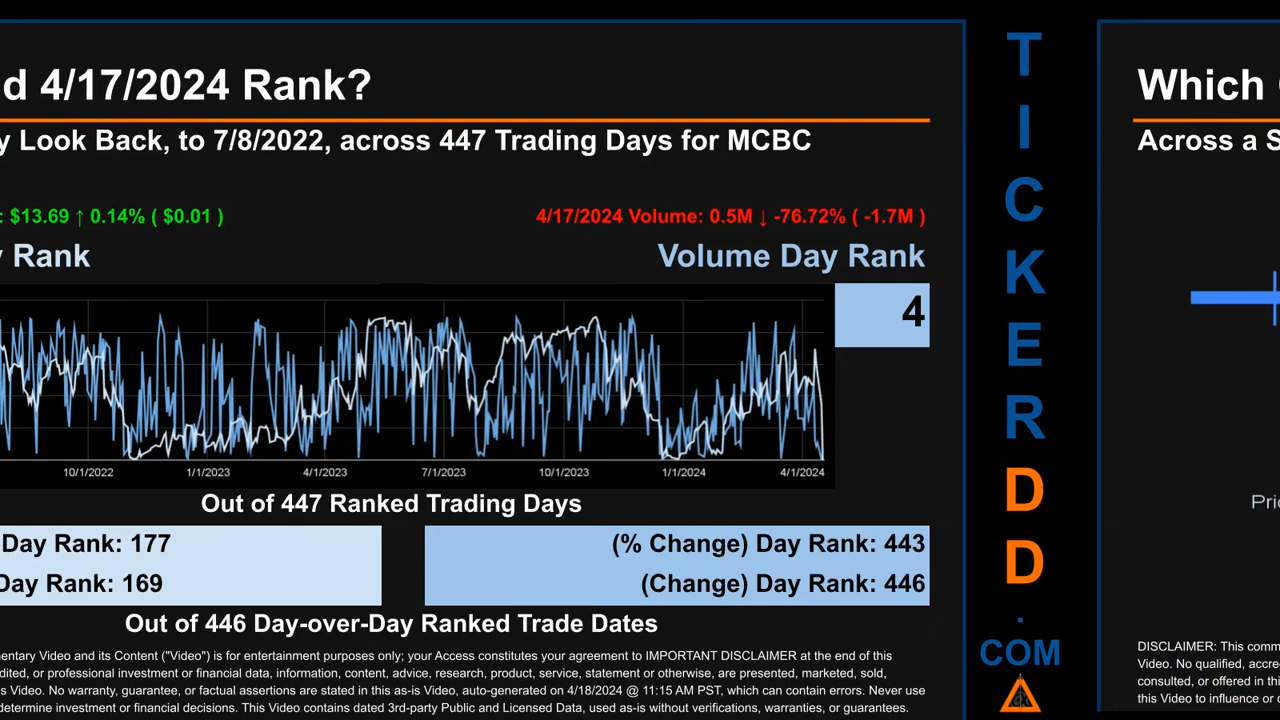 d 4/17/2024 Rank?
y Look Back, to 7/8/2022, across 447 Trading Days for MCBC
: $13.69 ↑ 0.14% ( $0.01 )
4/17/2024 Volume: 0.5M ↓ -76.72% ( -1.7M )
y Rank
Volume Day Rank
4
10/1/2022 1/1/2023 4/1/2023 7/1/2023 10/1/2023 1/1/2024 4/1/2024
Out of 447 Ranked Trading Days
Day Rank: 177
(% Change) Day Rank: 443
Day Rank: 169
(Change) Day Rank: 446
Out of 446 Day-over-Day Ranked Trade Dates
mentary Video and its Content ("Video") is for entertainment purposes only; your Access constitutes your agreement to IMPORTANT DISCLAIMER at the end of this
dited, or professional investment or financial data, information, content, advice, research, product, service, statement or otherwise, are presented, marketed, sold,
s Video. No warranty, guarantee, or factual assertions are stated in this as-is Video, auto-generated on 4/18/2024 @ 11:15 AM PST, which can contain errors. Never use
determine investment or financial decisions. This Video contains dated 3rd-party Public and Licensed Data, used as-is without verifications, warranties, or guarantees.
T
I
C
K
E
R
D
D
.
COM
Which
Across a S
Pri
DISCLAIMER: This comm
Video. No qualified, accre
consulted, or offered in thi
this Video to influence or